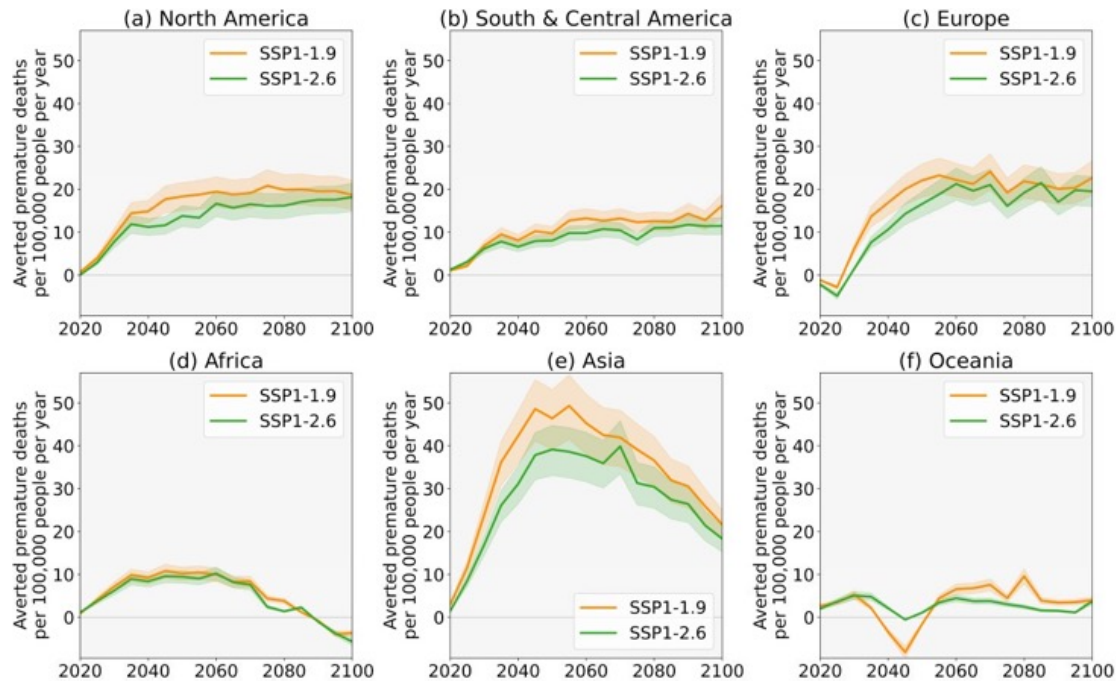 (a) North America
(b) South & Central America
(c) Europe
Averted premature deaths
per 100,000 people per year
50
40
30
20
10
0
SSP1-1.9
SSP1-2.6
2020 2040 2060 2080 2100
Averted premature deaths
per 100,000 people per year
50
40
30
20
10
0
SSP1-1.9
SSP1-2.6
2020 2040 2060 2080 2100
Averted premature deaths
per 100,000 people per year
50
40
30
20
10
0
SSP1-1.9
SSP1-2.6
2020 2040 2060 2080 2100
(d) Africa
(e) Asia
(f) Oceania
Averted premature deaths
per 100,000 people per year
50
40
30
20
10
0
SSP1-1.9
SSP1-2.6
2020 2040 2060 2080 2100
Averted premature deaths
per 100,000 people per year
50
40
30
20
10
0
SSP1-1.9
SSP1-2.6
2020 2040 2060 2080 2100
Averted premature deaths
per 100,000 people per year
50
40
30
20
10
0
SSP1-1.9
SSP1-2.6
2020 2040 2060 2080 2100